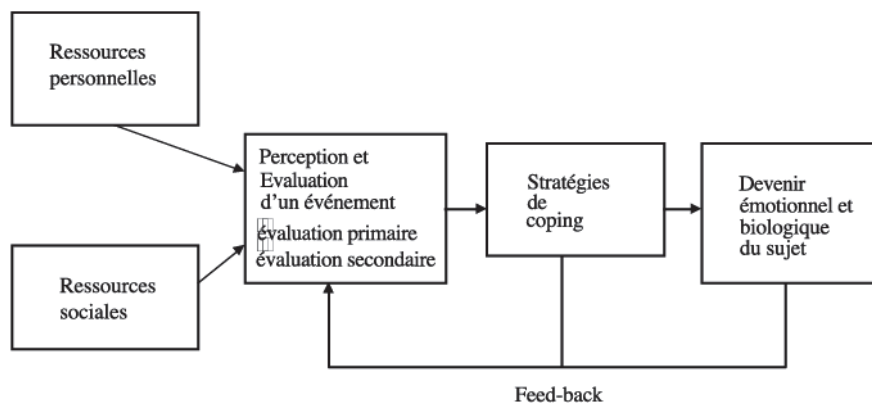 Ressources
personnelles
Perception et
Evaluation
d'un événement
évaluation primaire
évaluation secondaire
Stratégies
de
coping
Devenir
émotionnel et
biologique
du sujet
Ressources
sociales
Feed-back